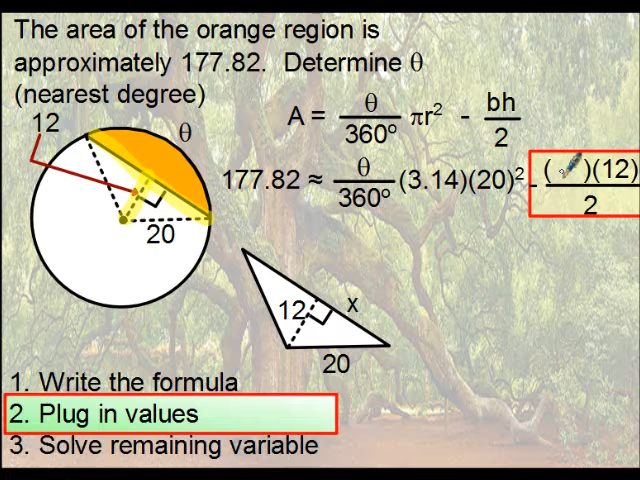 The area of the orange region is
approximately 177.82. Determine θ
(nearest degree)
12
θ
A = θ/360º πr² - bh/2
177.82 ≈ θ/360º (3.14)(20)² - ( )(12)/2
20
12
x
20
1. Write the formula
2. Plug in values
3. Solve remaining variable